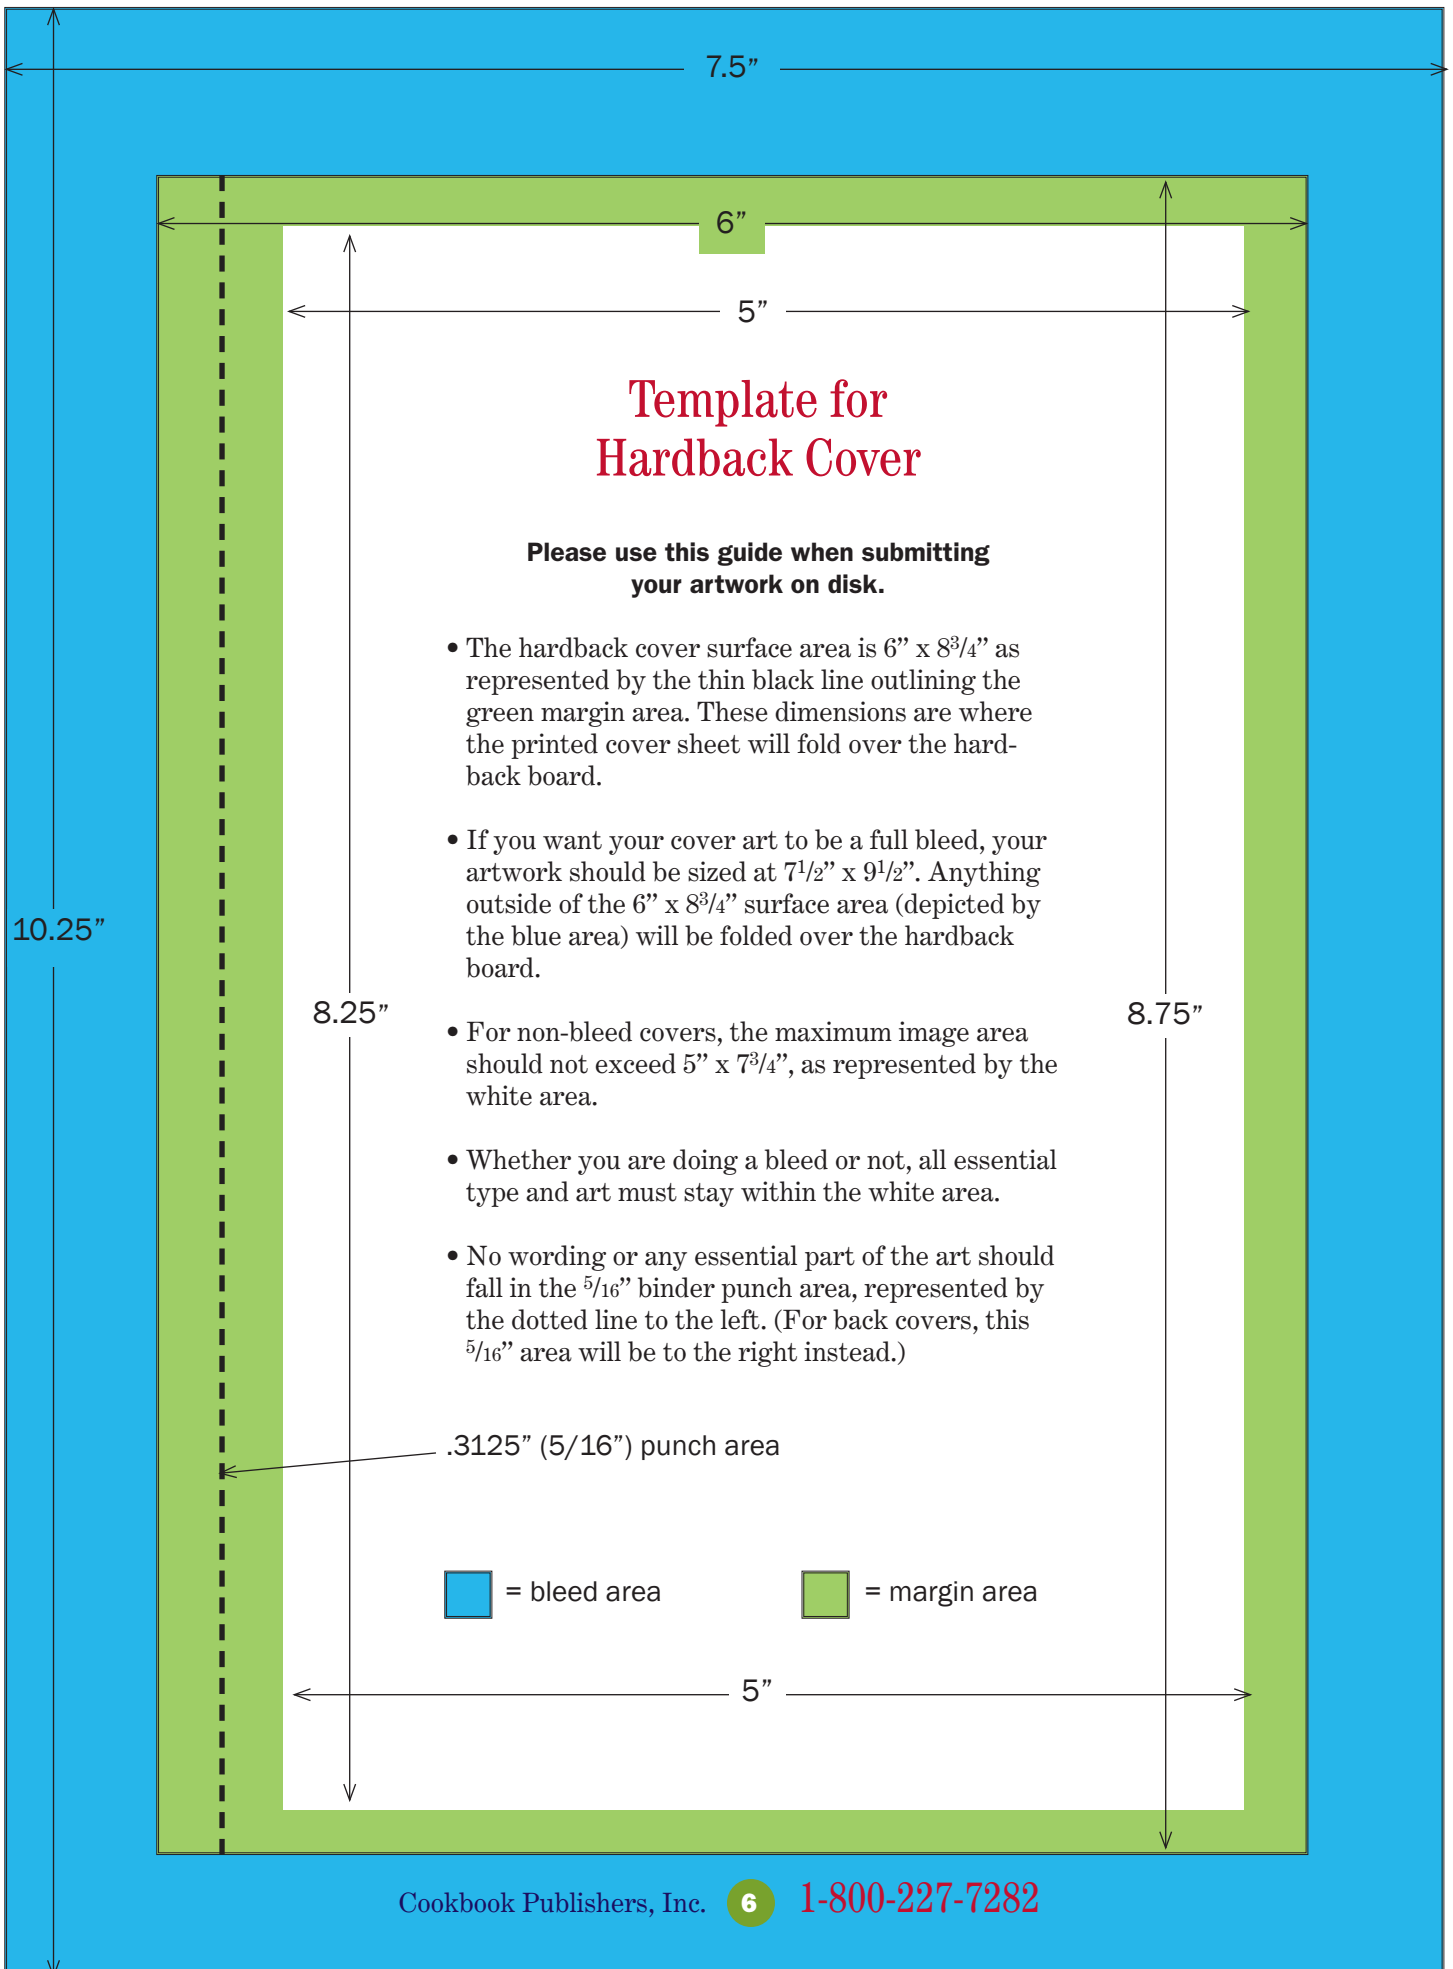 7.5”
6”
5”
Template for
Hardback Cover
Please use this guide when submitting
your artwork on disk.
• The hardback cover surface area is 6” x 8 3/4” as
represented by the thin black line outlining the
green margin area. These dimensions are where
the printed cover sheet will fold over the hard-
back board.
• If you want your cover art to be a full bleed, your
artwork should be sized at 7 1/2” x 9 1/2”. Anything
outside of the 6” x 8 3/4” surface area (depicted by
the blue area) will be folded over the hardback
board.
10.25”
8.25”
8.75”
• For non-bleed covers, the maximum image area
should not exceed 5” x 7 3/4”, as represented by the
white area.
• Whether you are doing a bleed or not, all essential
type and art must stay within the white area.
• No wording or any essential part of the art should
fall in the 5/16” binder punch area, represented by
the dotted line to the left. (For back covers, this
5/16” area will be to the right instead.)
.3125” (5/16”) punch area
= bleed area
= margin area
5”
Cookbook Publishers, Inc. 6 1-800-227-7282